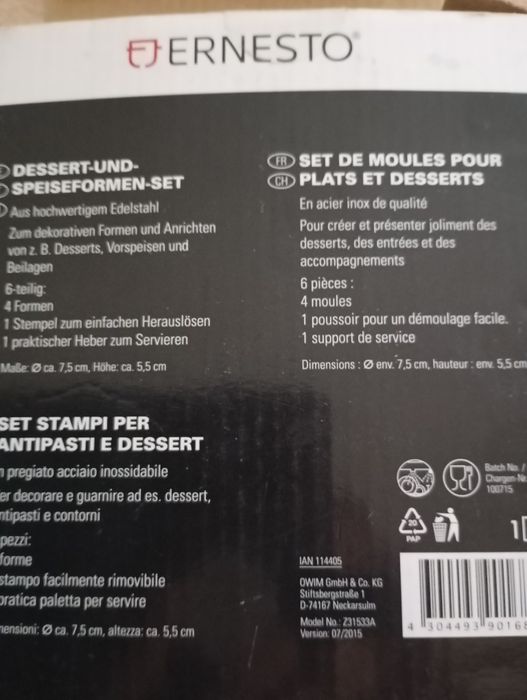 ERNESTO®
DESSERT-UND-
SPEISEFORMEN-SET
Aus hochwertigem Edelstahl
Zum dekorativen Formen und Anrichten
von z. B. Desserts, Vorspeisen und
Beilagen
6-teilig:
4 Formen
1 Stempel zum einfachen Herauslösen
1 praktischer Heber zum Servieren
Maße: Ø ca. 7,5 cm, Höhe: ca. 5,5 cm
FR SET DE MOULES POUR
CH PLATS ET DESSERTS
En acier inox de qualité
Pour créer et présenter joliment des
desserts, des entrées et des
accompagnements
6 pièces :
4 moules
1 poussoir pour un démoulage facile.
1 support de service
Dimensions : Ø env. 7,5 cm, hauteur : env. 5,5 cm
SET STAMPI PER
ANTIPASTI E DESSERT
pregiato acciaio inossidabile
er decorare e guarnire ad es. dessert,
ntipasti e contorni
pezzi:
forme
stampo facilmente rimovibile
pratica paletta per servire
mensioni: Ø ca. 7,5 cm, altezza: ca. 5,5 cm
Batch No. /
Chargen-Nr.
100715
20
PAP
IAN 114405
OWIM GmbH & Co. KG
Stiftsbergstraße 1
D-74167 Neckarsulm
Model No.: Z31533A
Version: 07/2015
4 304493 90168